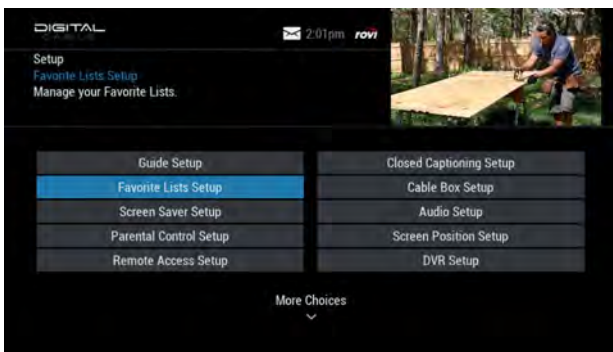 DIGITAL
CABLE
2:01pm rovi
Setup
Favorite Lists Setup
Manage your Favorite Lists.
Guide Setup
Closed Captioning Setup
Favorite Lists Setup
Cable Box Setup
Screen Saver Setup
Audio Setup
Parental Control Setup
Screen Position Setup
Remote Access Setup
DVR Setup
More Choices